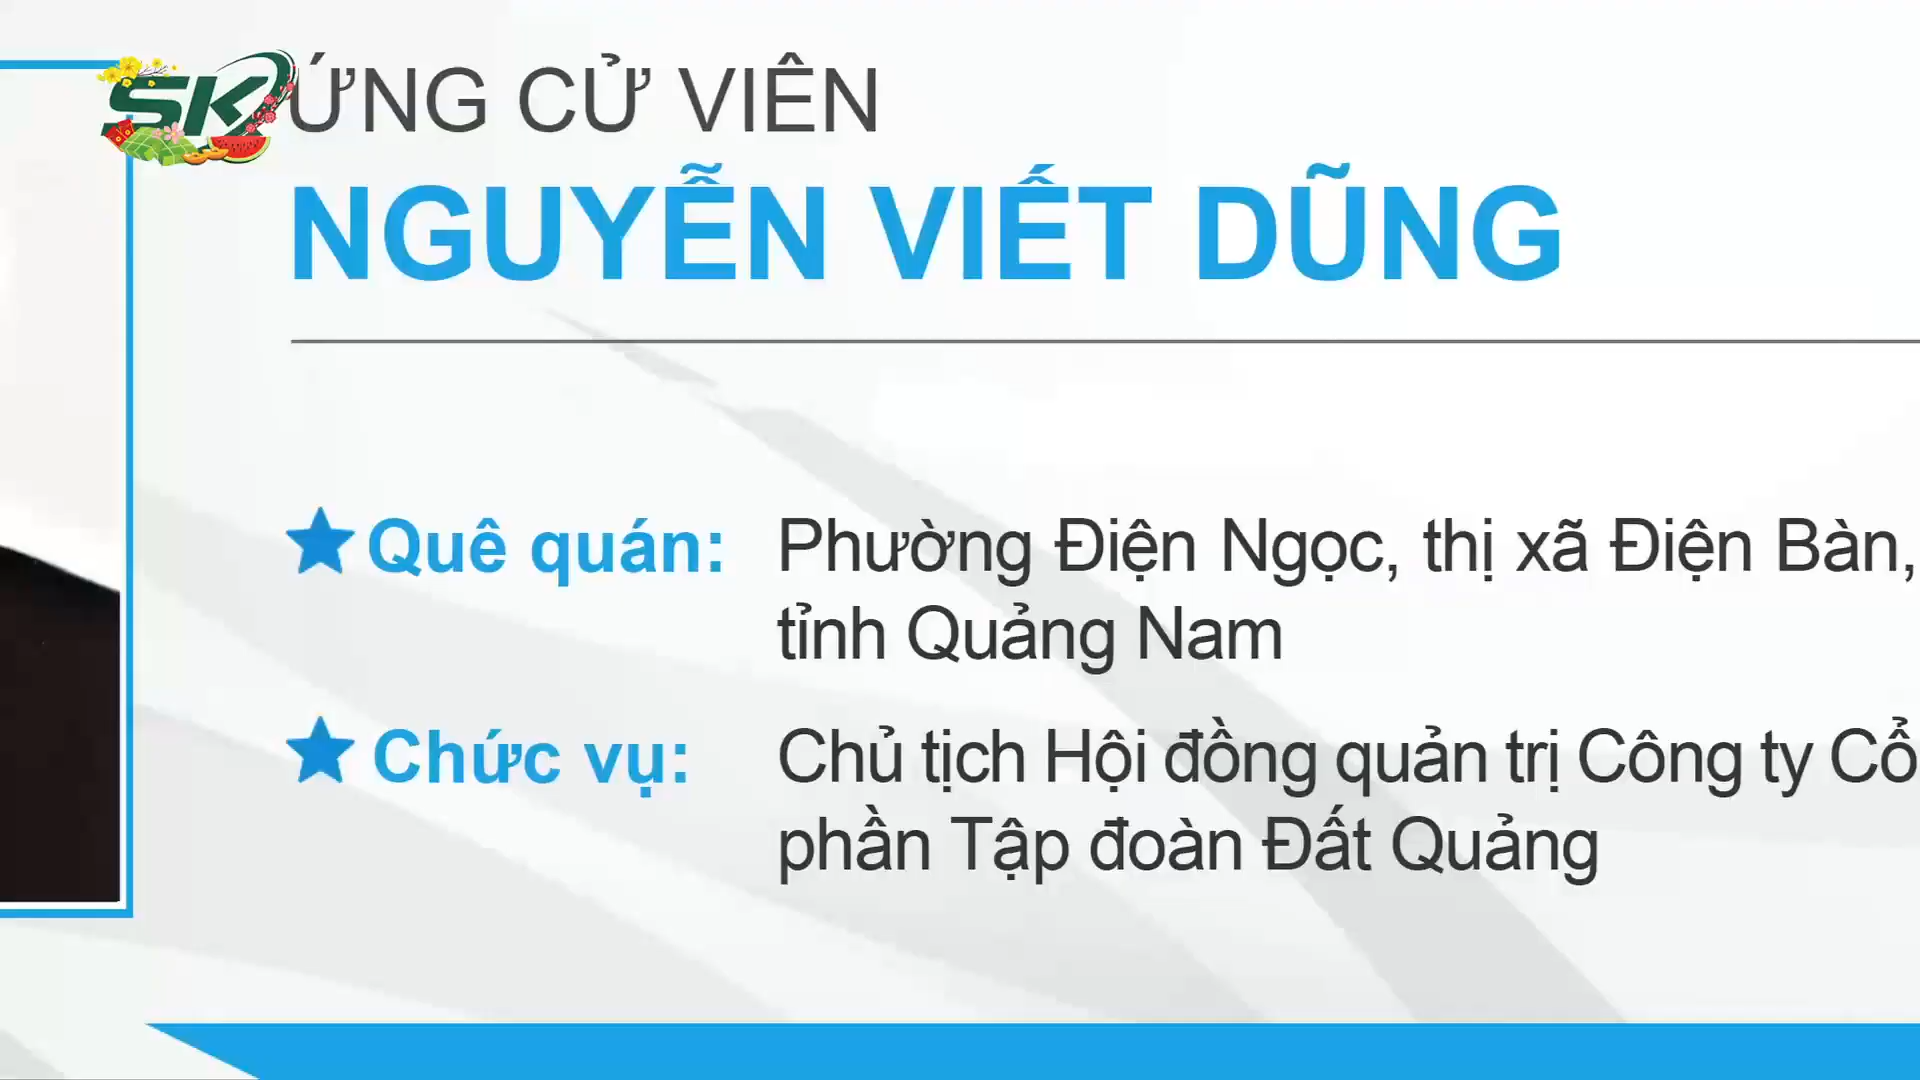 SK
ỨNG CỬ VIÊN
NGUYỄN VIẾT DŨNG
Quê quán: Phường Điện Ngọc, thị xã Điện Bàn,
tỉnh Quảng Nam
Chức vụ: Chủ tịch Hội đồng quản trị Công ty Cổ
phần Tập đoàn Đất Quảng